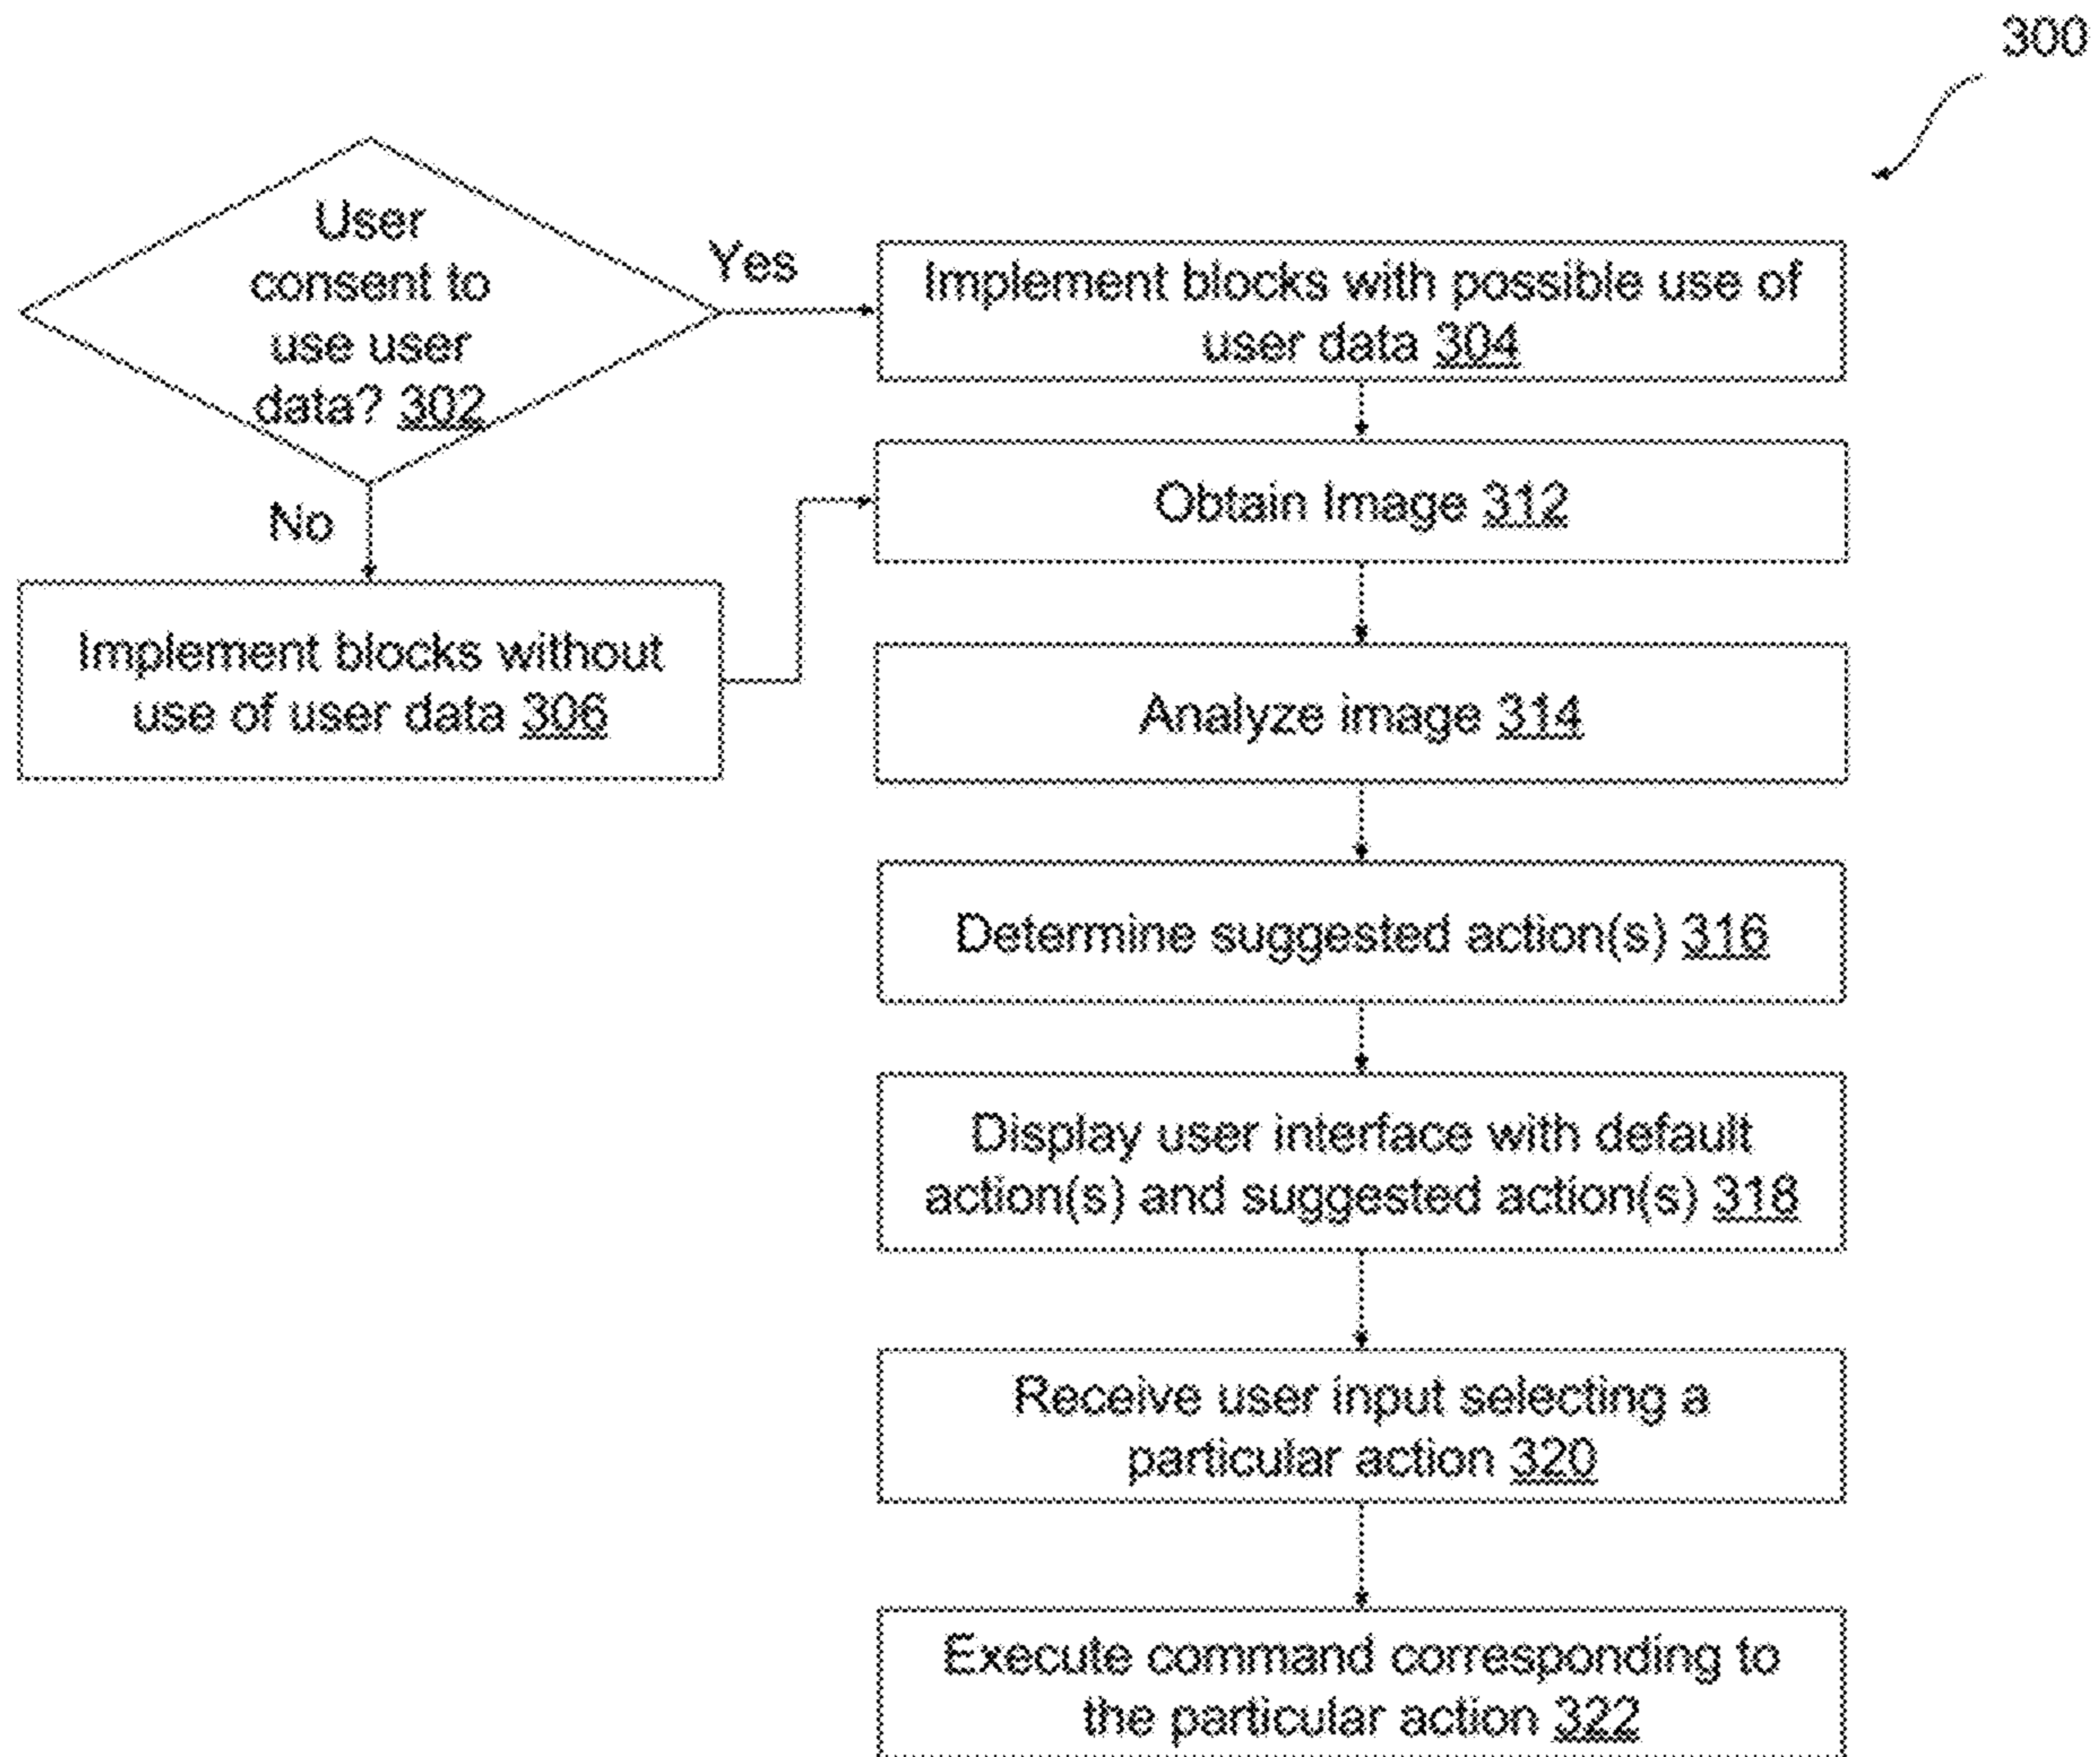 300
User
consent to
use user
data? 302
Yes
No
Implement blocks with possible use of
user data 304
Implement blocks without
use of user data 306
Obtain Image 312
Analyze image 314
Determine suggested action(s) 316
Display user interface with default
action(s) and suggested action(s) 318
Receive user input selecting a
particular action 320
Execute command corresponding to
the particular action 322